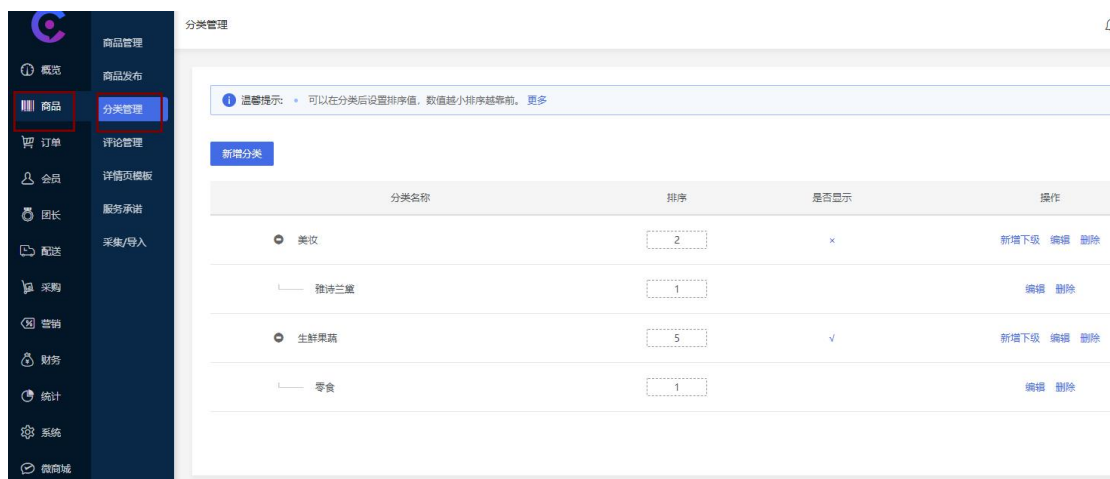 分类管理
商品管理
概览
商品发布
温馨提示: 可以在分类后设置排序值,数值越小排序越靠前。 更多
商品
分类管理
订单
评论管理
新增分类
会员
详情页模板
分类名称 排序 是否显示 操作
团长
服务承诺
配送
采集/导入
美妆 2 × 新增下级 编辑 删除
采购
雅诗兰黛 1 编辑 删除
营销
生鲜果蔬 5 √ 新增下级 编辑 删除
财务
零食 1 编辑 删除
统计
系统
微商城